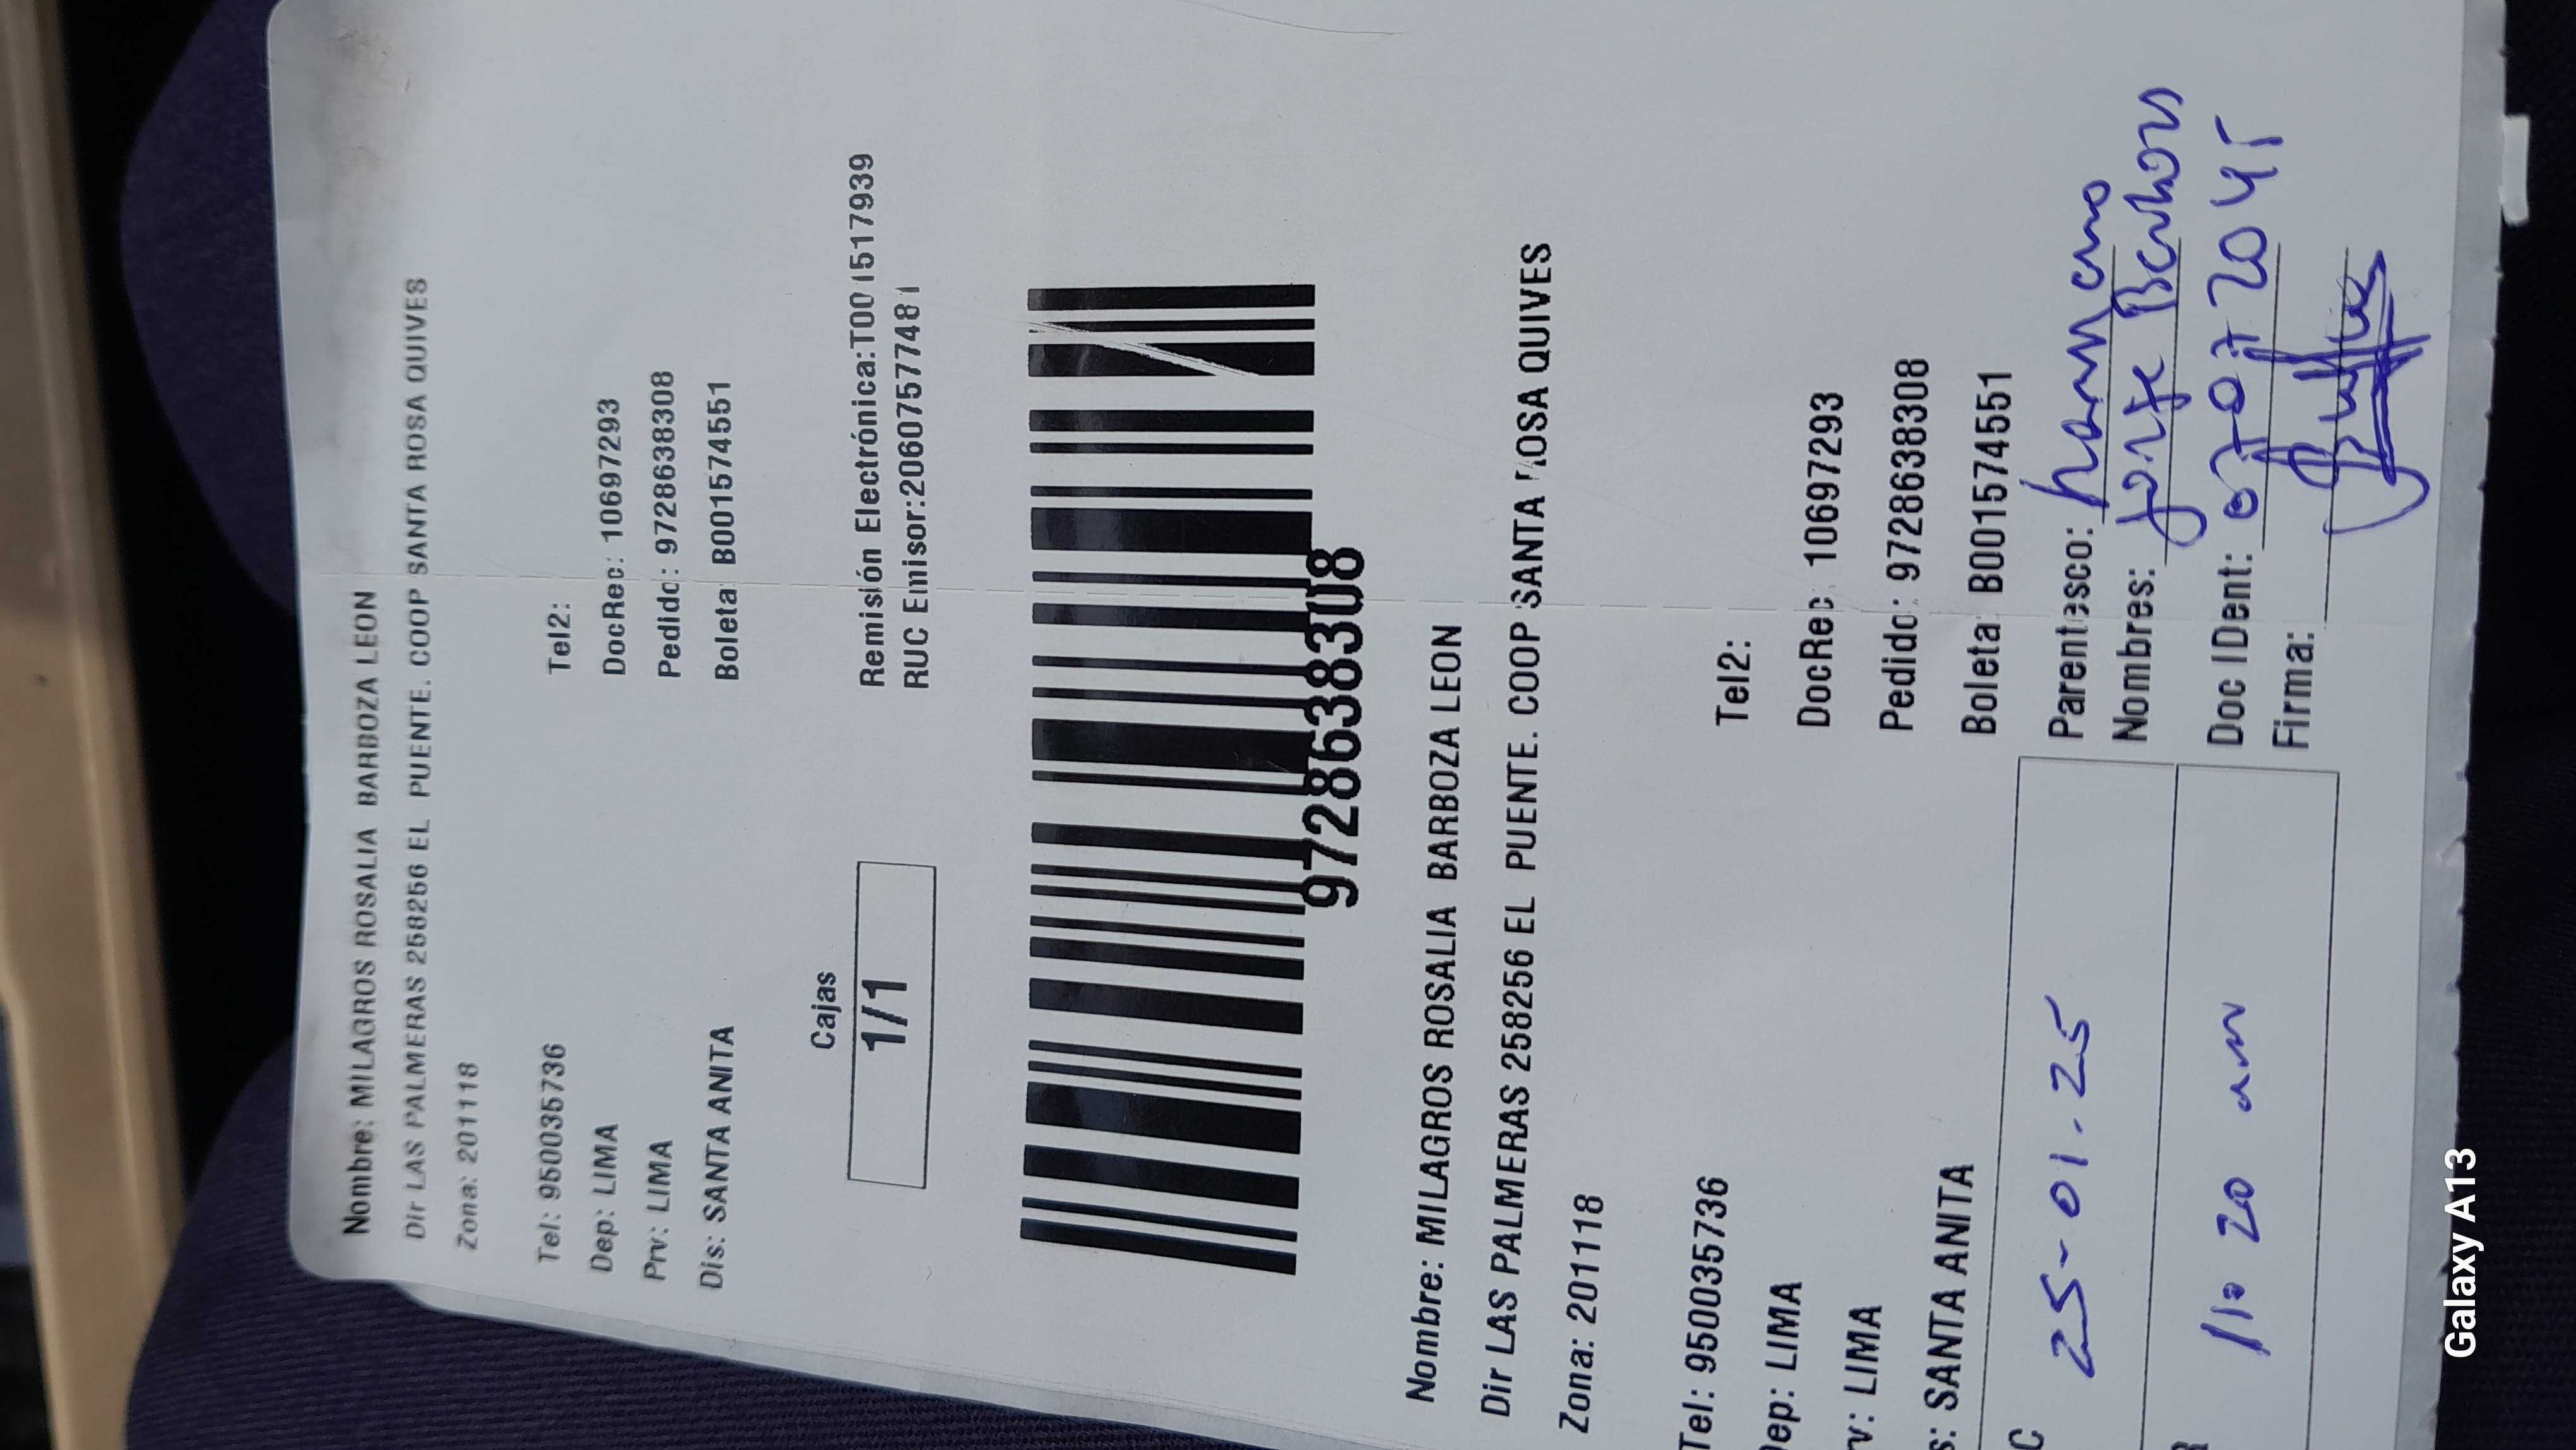 Nombre: MILAGROS ROSALIA BARBOZA LEON
Dir LAS PALMERAS 258256 EL PUENTE. COOP SANTA ROSA QUIVES
Zona: 201118
Tel: 950035736 Tel2:
Dep: LIMA DocRec: 10697293
Prv: LIMA Pedido: 9728638308
Dis: SANTA ANITA Boleta: B001574551
Cajas
1/1
Remisión Electrónica:T001517939
RUC Emisor:20607577481
9728638308
Nombre: MILAGROS ROSALIA BARBOZA LEON
Dir LAS PALMERAS 258256 EL PUENTE. COOP SANTA ROSA QUIVES
Zona: 201118
Tel: 950035736 Tel2:
Dep: LIMA DocRec: 10697293
rv: LIMA Pedido: 9728638308
s: SANTA ANITA Boleta: B001574551
C 25-01-25 Parentesco: hermano
Nombres: Jorge
11:20 am Doc IDent:
Firma:
Galaxy A13